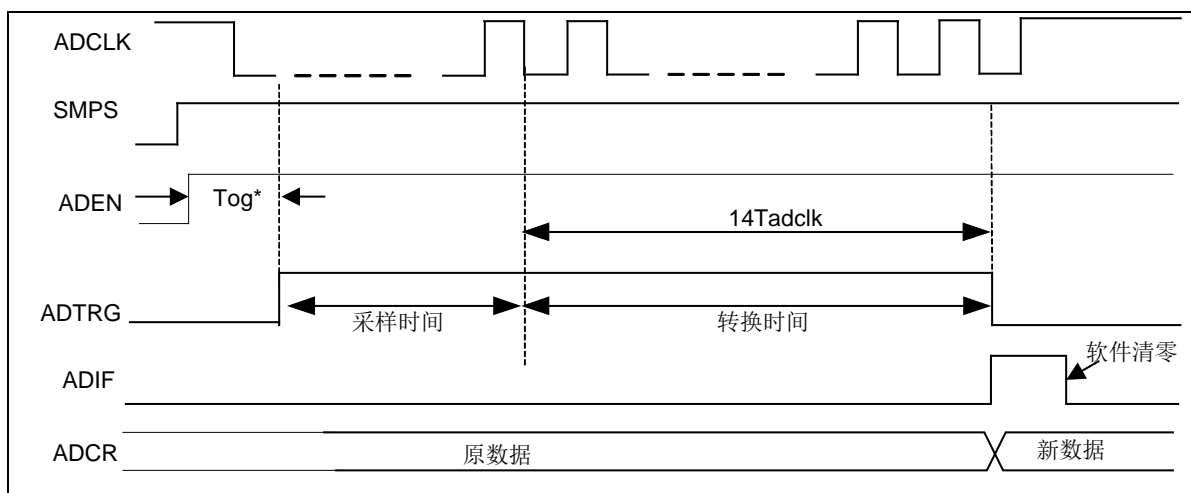 ADCLK
SMPS
ADEN
Tog*
14Tadclk
ADTRG
采样时间
转换时间
ADIF
软件清零
ADCR
原数据
新数据